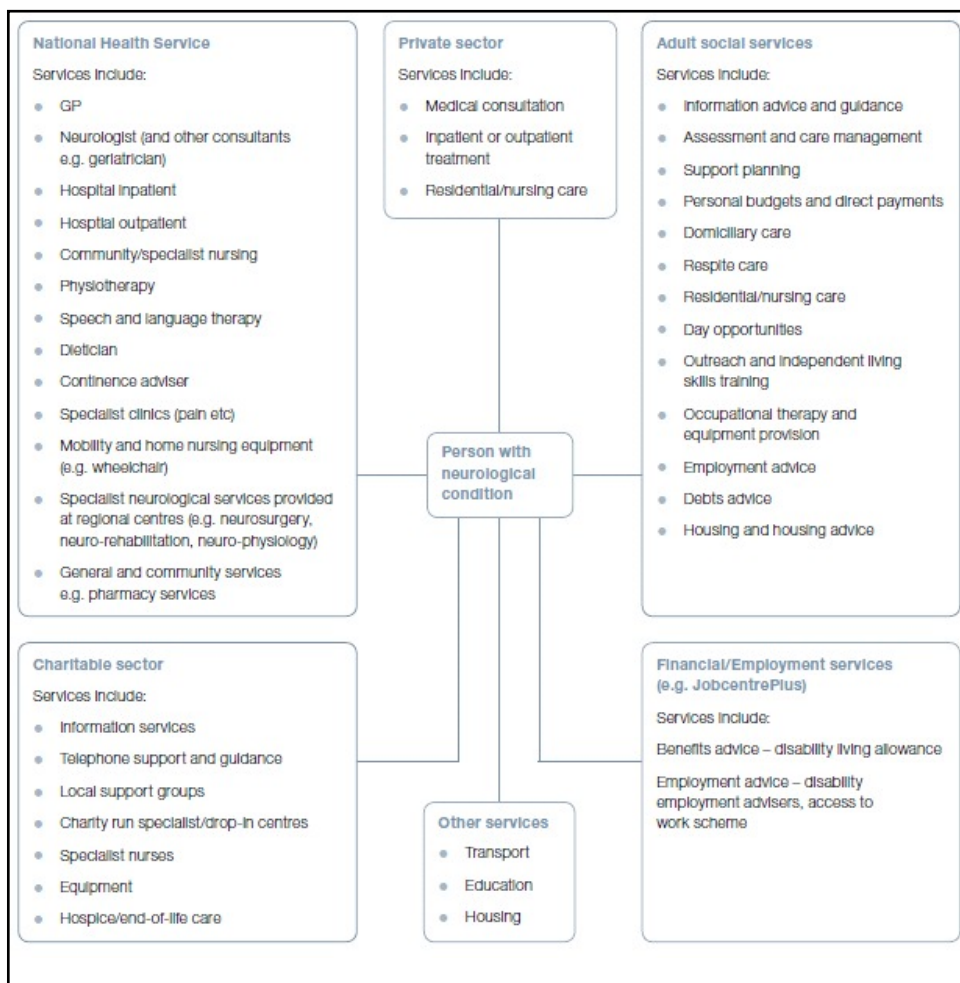 National Health Service
Services include:
GP
Neurologist (and other consultants
e.g. geriatrician)
Hospital inpatient
Hosptial outpatient
Community/specialist nursing
Physiotherapy
Speech and language therapy
Dietician
Continence adviser
Specialist clinics (pain etc)
Mobility and home nursing equipment
(e.g. wheelchair)
Specialist neurological services provided
at regional centres (e.g. neurosurgery,
neuro-rehabilitation, neuro-physiology)
General and community services
e.g. pharmacy services
Private sector
Services include:
Medical consultation
Inpatient or outpatient
treatment
Residential/nursing care
Adult social services
Services include:
Information advice and guidance
Assessment and care management
Support planning
Personal budgets and direct payments
Domiciliary care
Respite care
Residential/nursing care
Day opportunities
Outreach and independent living
skills training
Occupational therapy and
equipment provision
Employment advice
Debts advice
Housing and housing advice
Person with
neurological
condition
Charitable sector
Services include:
Information services
Telephone support and guidance
Local support groups
Charity run specialist/drop-in centres
Specialist nurses
Equipment
Hospice/end-of-life care
Other services
Transport
Education
Housing
Financial/Employment services
(e.g. JobcentrePlus)
Services include:
Benefits advice – disability living allowance
Employment advice – disability
employment advisers, access to
work scheme